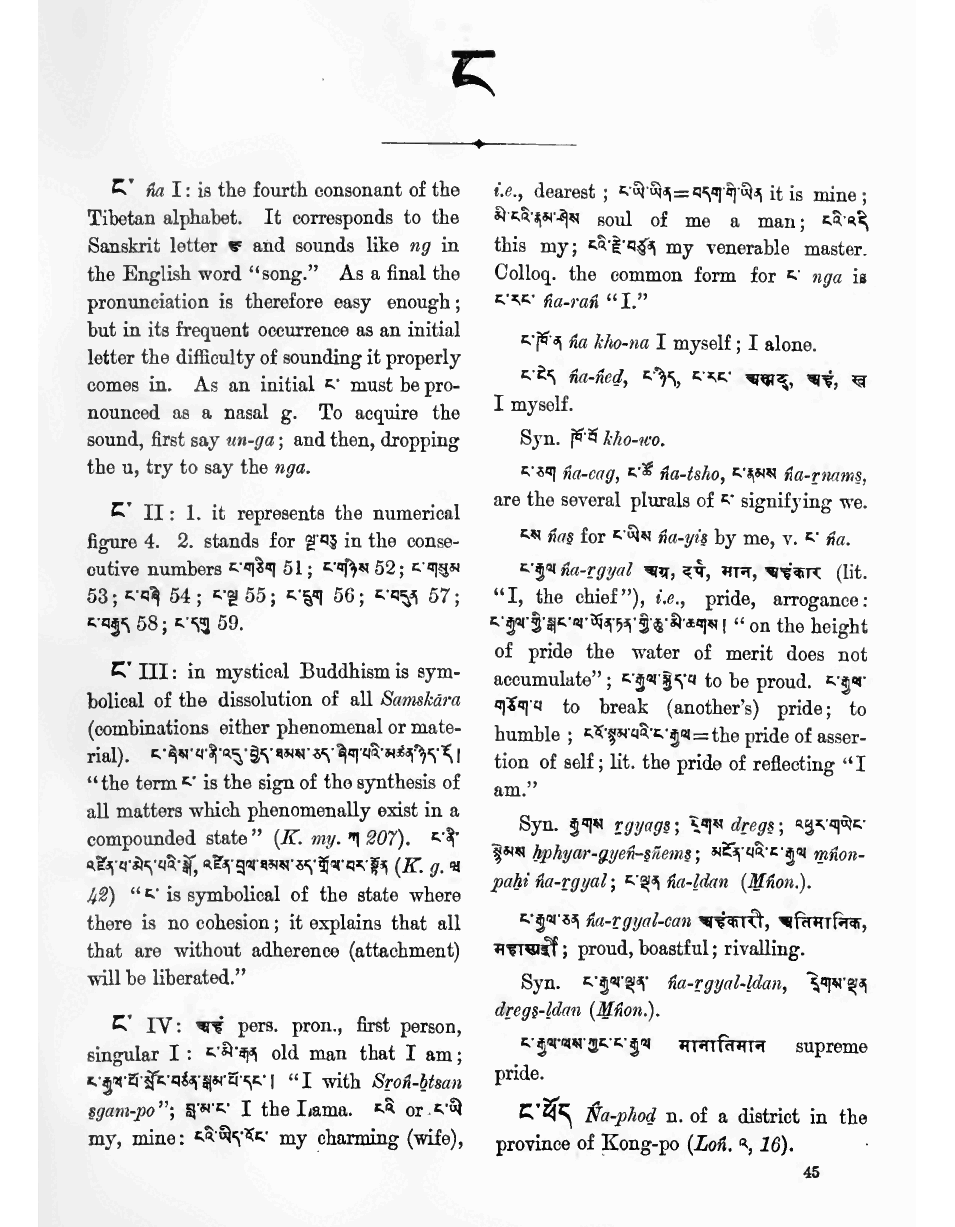 ང
ང་ ṅa I: is the fourth consonant of the
Tibetan alphabet. It corresponds to the
Sanskrit letter ङ and sounds like ng in
the English word “song.” As a final the
pronunciation is therefore easy enough;
but in its frequent occurrence as an initial
letter the difficulty of sounding it properly
comes in. As an initial ང་ must be pro-
nounced as a nasal g. To acquire the
sound, first say un-ga; and then, dropping
the u, try to say the nga.
ང་ II: 1. it represents the numerical
figure 4. 2. stands for ལྔ་བཅུ in the conse-
cutive numbers ང་གཅིག 51; ང་གཉིས 52; ང་གསུམ
53; ང་བཞི 54; ང་ལྔ 55; ང་དྲུག 56; ང་བདུན 57;
ང་བརྒྱད 58; ང་དགུ 59.
ང་ III: in mystical Buddhism is sym-
bolical of the dissolution of all Samskāra
(combinations either phenomenal or mate-
rial). ང་ཞེས་པ་ནི་འདུ་བྱེད་ཐམས་ཅད་
“the term ང་ is the sign of the synthesis of
all matters which phenomenally exist in a
compounded state” (K. my. ཀ 207). ང་ནི་
འཛིན་པ་མེད་པའི་སྒོ, འཛིན་བྲལ་ཐམས་ཅད་གྲོལ་བར་སྟོན (K. g.
42) “ང་ is symbolical of the state where
there is no cohesion; it explains that all
that are without adherence (attachment)
will be liberated.”
ང་ IV: अहं pers. pron., first person,
singular I: ང་མི་རྒན old man that I am;
ང་རྒྱལ་པོ་སྲོང་བཙན་སྒམ་པོ་དང་། “I with Sroṅ-btsan
sgam-po”; བླ་མ་ང་ I the Lama. ངའི or ང་ཡི
my, mine: ངའི་ཡིད་འོང་ my charming (wife),
i.e., dearest; ང་ཡི་ཡིན=བདག་གི་ཡིན it is mine;
མི་ངའི་རྣམ་ཤེས soul of me a man; ངའི་འདི
this my; ངའི་རྗེ་བཙུན my venerable master.
Colloq. the common form for ང་ nga is
ང་རང་ ṅa-raṅ “I.”
ང་ཁོ་ན ṅa kho-na I myself; I alone.
ང་ངེད ṅa-ṅed, ང་ཉིད, ང་རང་ अस्मद्, अहं, स्व
I myself.
Syn. ཁོ་བོ kho-wo.
ང་ཅག ṅa-cag, ང་ཚོ ṅa-tsho, ང་རྣམས ṅa-rnams,
are the several plurals of ང་ signifying we.
ངས ṅas for ང་ཡིས ṅa-yis by me, v. ང་ ṅa.
ང་རྒྱལ ṅa-rgyal अग्र, दर्प, मान, अहंकार (lit.
“I, the chief”), i.e., pride, arrogance:
ང་རྒྱལ་གྱི་སྒང་ལ་ཡོན་ཏན་གྱི་ཆུ་མི་ཆགས། “on the height
of pride the water of merit does not
accumulate”; ང་རྒྱལ་སྐྱེད་པ to be proud. ང་རྒྱལ་
གཅོག་པ to break (another's) pride; to
humble; ང་རྒྱལ=the pride of asser-
tion of self; lit. the pride of reflecting “I
am.”
Syn. རྒྱགས rgyags; དྲེགས dregs; འཕྱར་གཡེང་
སྙེམས hphyar-gyeṅ-sñems; མངོན་པའི་ང་རྒྱལ mṅon-
paḥi ṅa-rgyal; ང་ལྡན ṅa-ldan (Mṅon.).
ང་རྒྱལ་ཅན ṅa-rgyal-can अहंकारी, अतिमानिक,
proud, boastful; rivalling.
Syn. ང་རྒྱལ་ལྡན་ ṅa-rgyal-ldan, དྲེགས་ལྡན
dregs-ldan (Mṅon.).
ང་རྒྱལ་ལས་ཀྱང་ང་རྒྱལ मानातिमान supreme
pride.
ང་ཕོད Ṅa-phod n. of a district in the
province of Kong-po (Loṅ. 16).
45